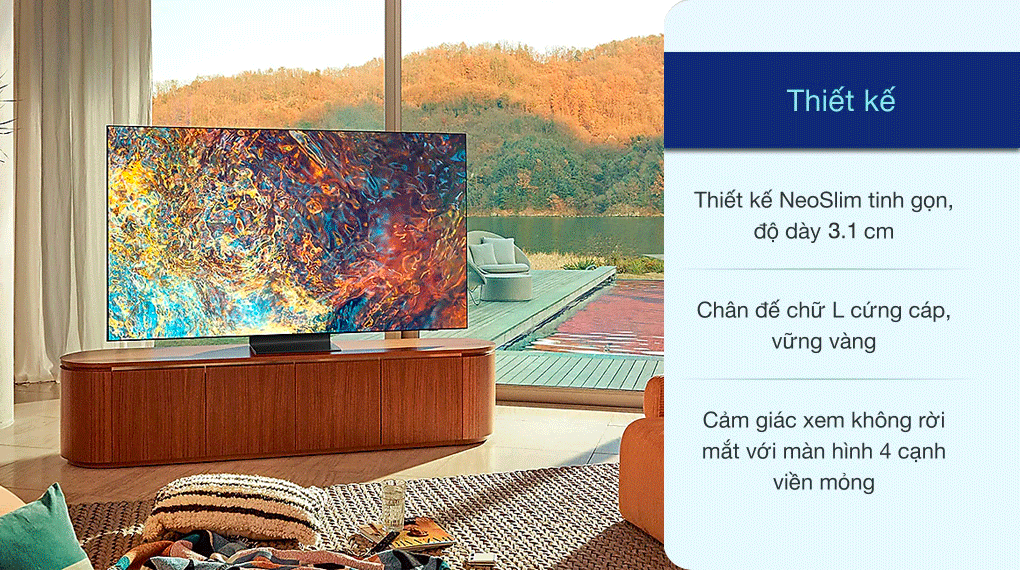 Thiết kế
Thiết kế NeoSlim tinh gọn,
độ dày 3.1 cm
Chân đế chữ L cứng cáp,
vững vàng
Cảm giác xem không rời
mắt với màn hình 4 cạnh
viền mỏng